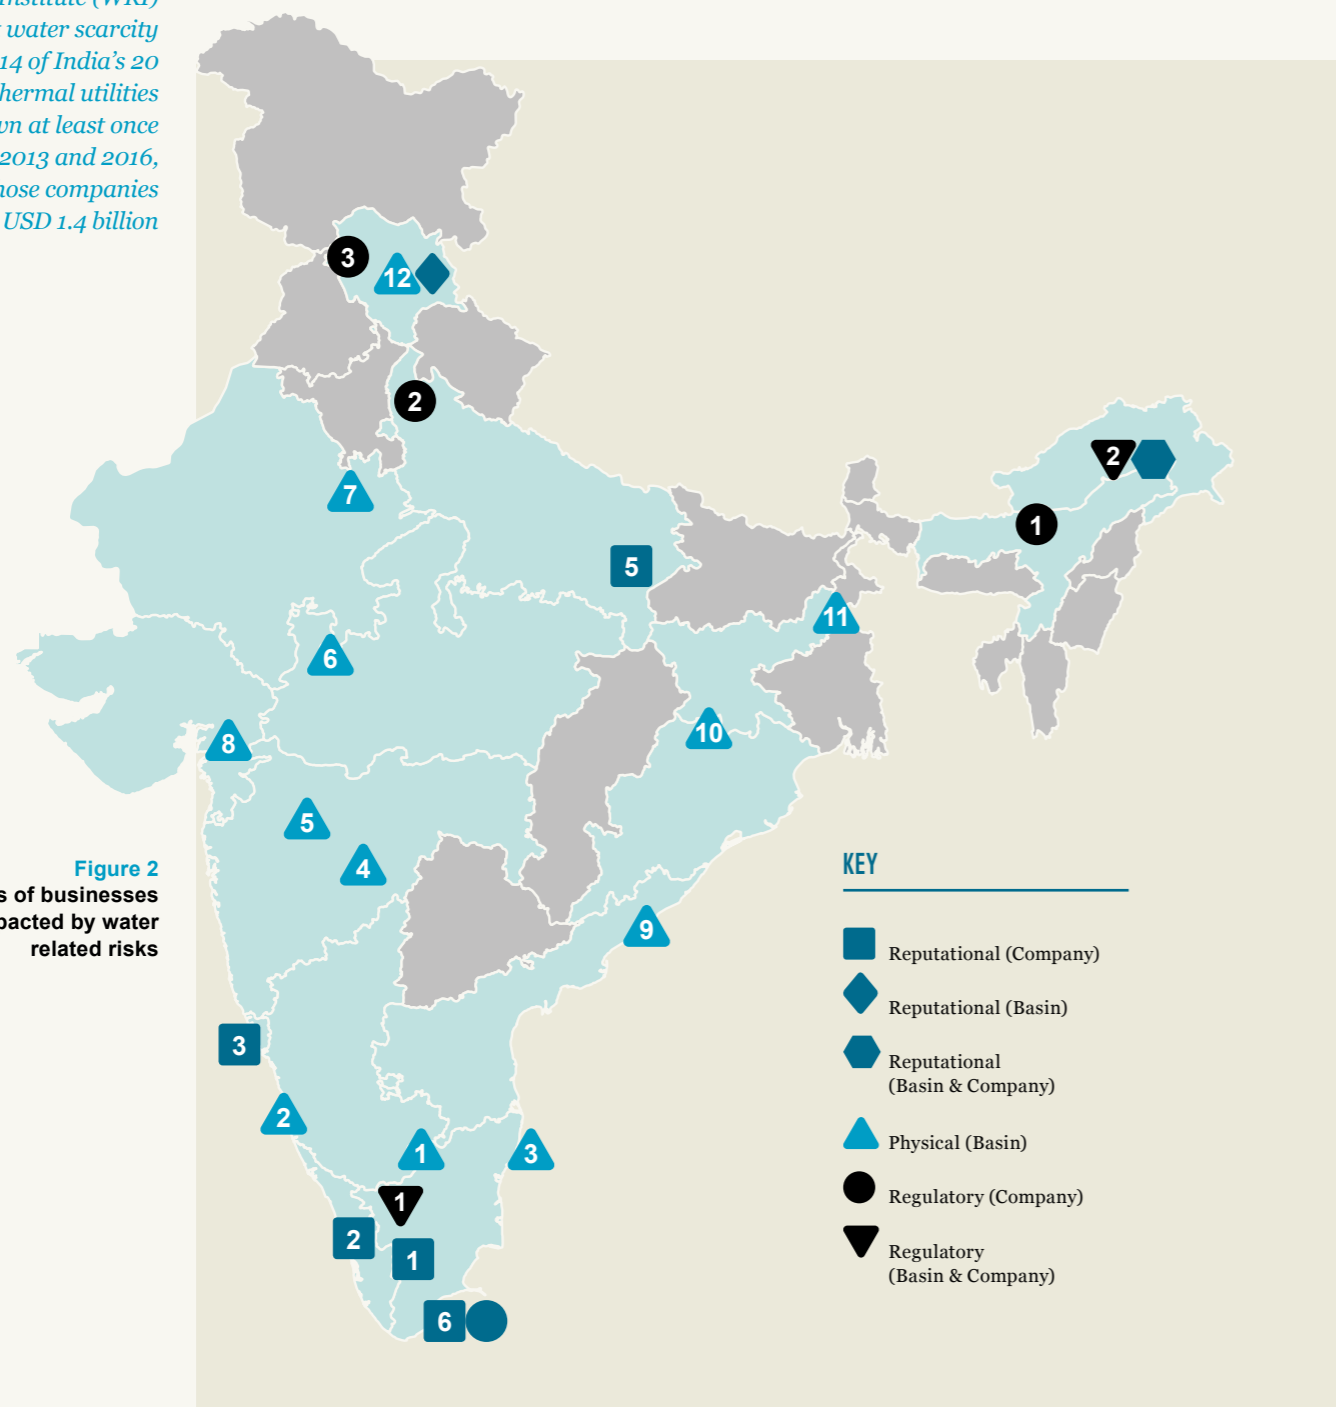 Institute (WRI)
water scarcity
14 of India's 20
thermal utilities
at least once
2013 and 2016,
companies
USD 1.4 billion
3
12
2
7
2
1
5
11
6
10
8
5
4
9
3
2
1
3
1
2
1
6
Figure 2
of businesses
by water
related risks
KEY
Reputational (Company)
Reputational (Basin)
Reputational
(Basin & Company)
Physical (Basin)
Regulatory (Company)
Regulatory
(Basin & Company)